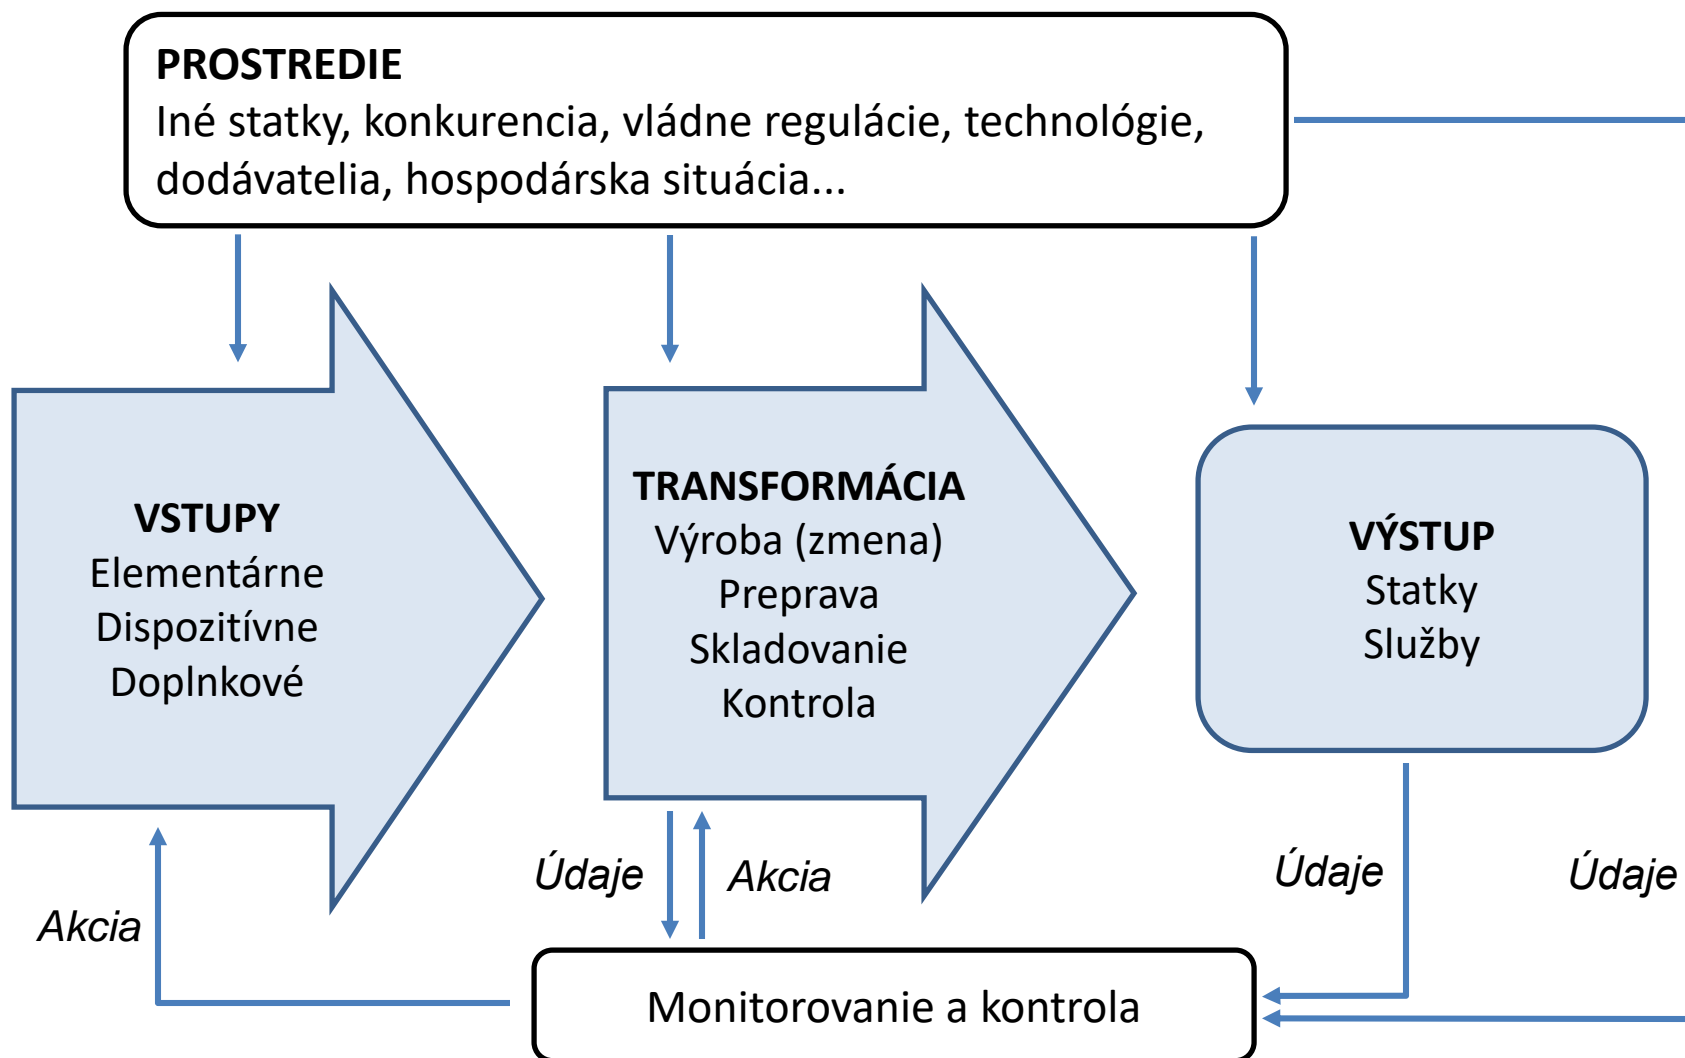 PROSTREDIE
Iné statky, konkurencia, vládne regulácie, technológie,
dodávatelia, hospodárska situácia...
VSTUPY
Elementárne
Dispozitívne
Doplnkové
TRANSFORMÁCIA
Výroba (zmena)
Preprava
Skladovanie
Kontrola
VÝSTUP
Statky
Služby
Akcia
Údaje
Akcia
Údaje
Údaje
Monitorovanie a kontrola